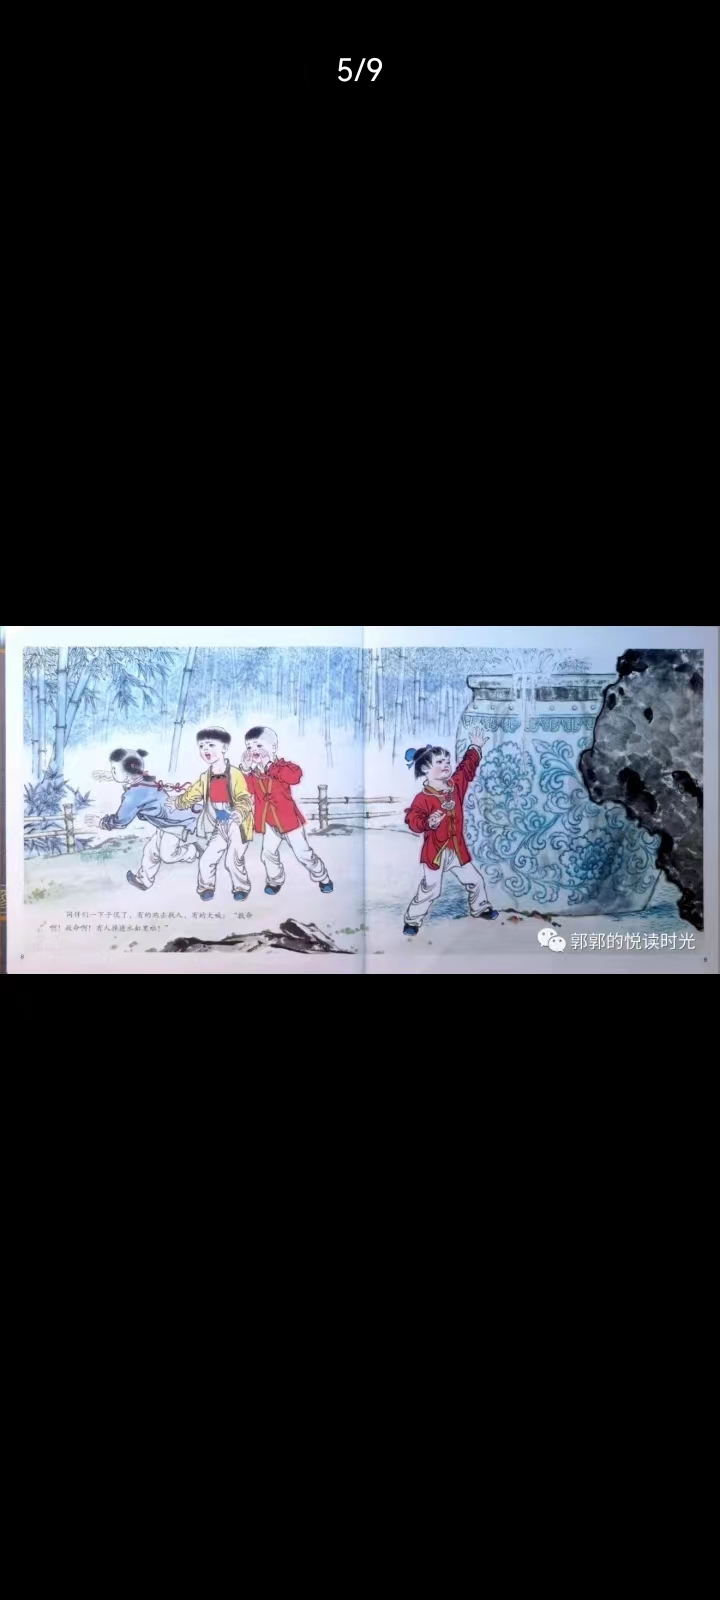 5/9
同伴们一下子慌了，有的跑去叫人，有的大喊：“救命
啊！救命啊！有人掉进水缸里啦！”
8
郭郭的悦读时光
9